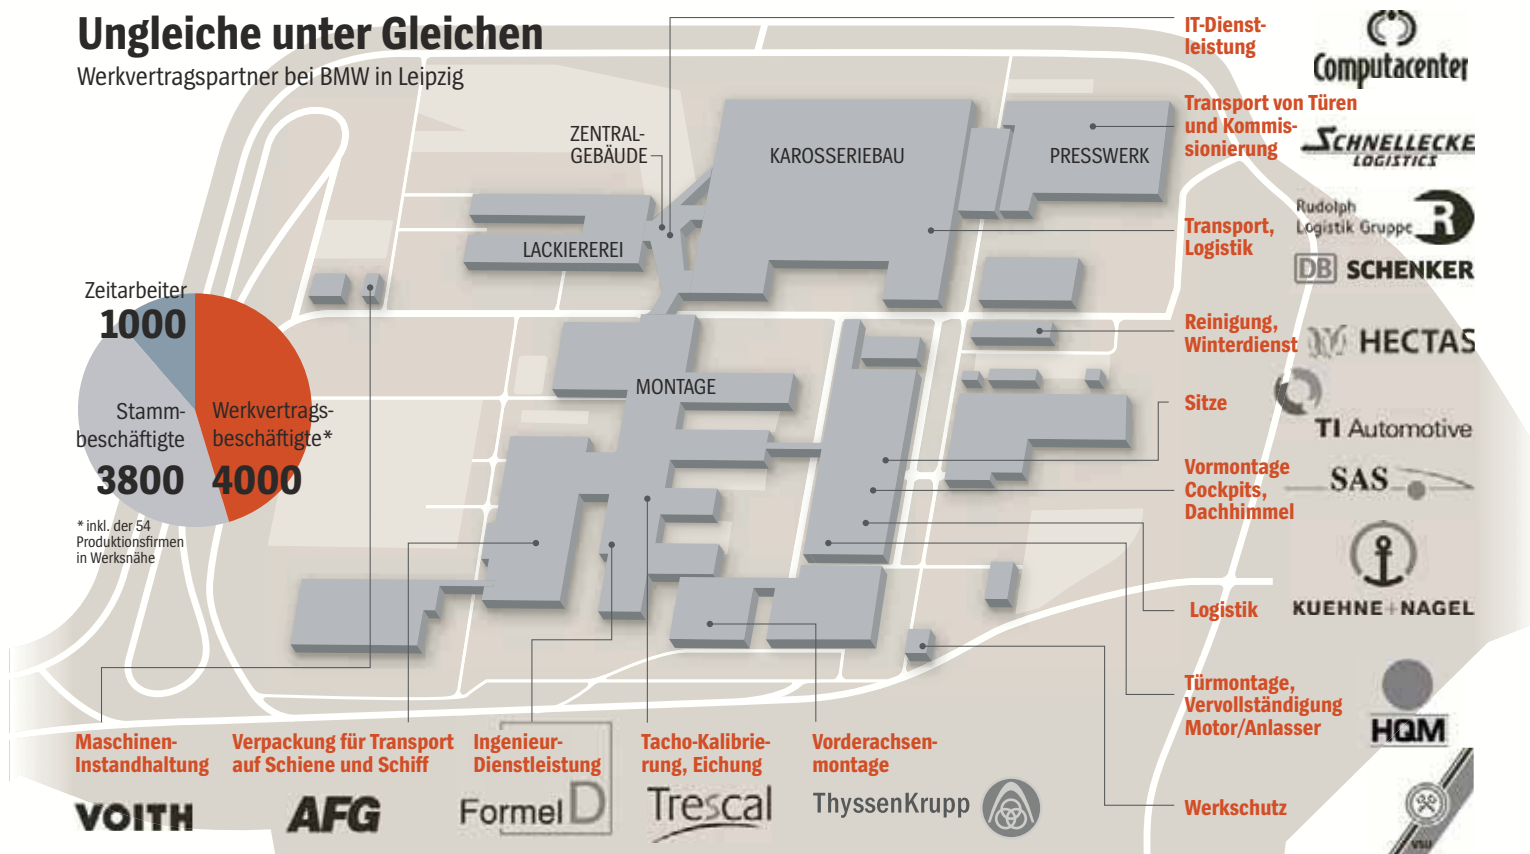 Ungleiche unter Gleichen
Werkvertragspartner bei BMW in Leipzig
ZENTRAL-
GEBÄUDE
KAROSSERIEBAU
PRESSWERK
LACKIEREREI
MONTAGE
Zeitarbeiter
1000
Stamm-
beschäftigte
3800
Werkvertrags-
beschäftigte*
4000
* inkl. der 54
Produktionsfirmen
in Werksnähe
IT-Dienst-
leistung
Computacenter
Transport von Türen
und Kommis-
sionierung
SCHNELLECKE
LOGISTICS
Transport,
Logistik
Rudolph
Logistik Gruppe
R
DB SCHENKER
Reinigung,
Winterdienst
HECTAS
Sitze
TI Automotive
Vormontage
Cockpits,
Dachhimmel
SAS
Logistik
KUEHNE+NAGEL
Türmontage,
Vervollständigung
Motor/Anlasser
HQM
Werkschutz
VSU
Maschinen-
Instandhaltung
VOITH
Verpackung für Transport
auf Schiene und Schiff
AFG
Ingenieur-
Dienstleistung
Formel D
Tacho-Kalibrie-
rung, Eichung
Trescal
Vorderachsen-
montage
ThyssenKrupp